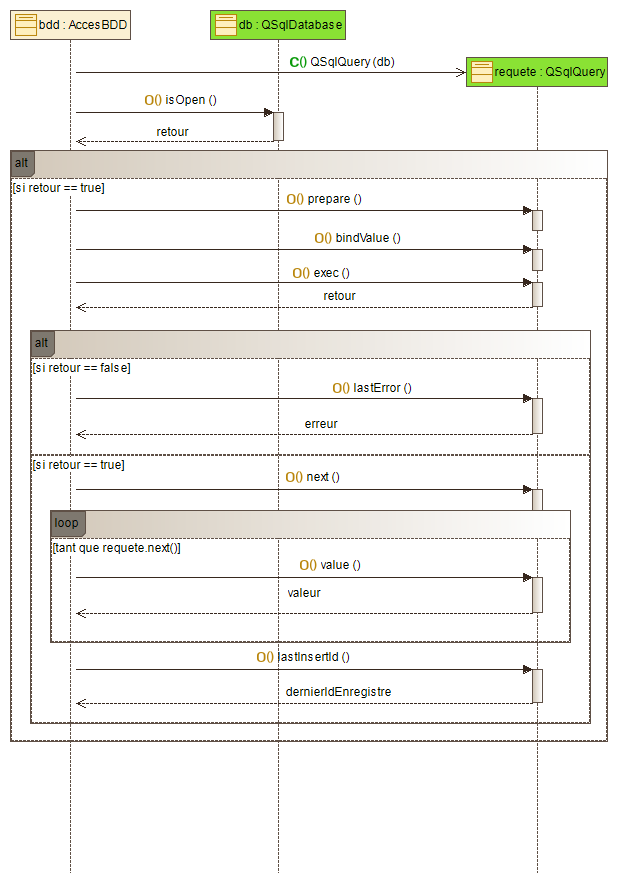 bdd : AccesBDD
db : QSqlDatabase
C() QSqlQuery (db)
requete : QSqlQuery
O() isOpen ()
retour
alt
[si retour == true]
O() prepare ()
O() bindValue ()
O() exec ()
retour
alt
[si retour == false]
O() lastError ()
erreur
[si retour == true]
O() next ()
loop
[tant que requete.next()]
O() value ()
valeur
O() lastInsertId ()
dernierIdEnregistre